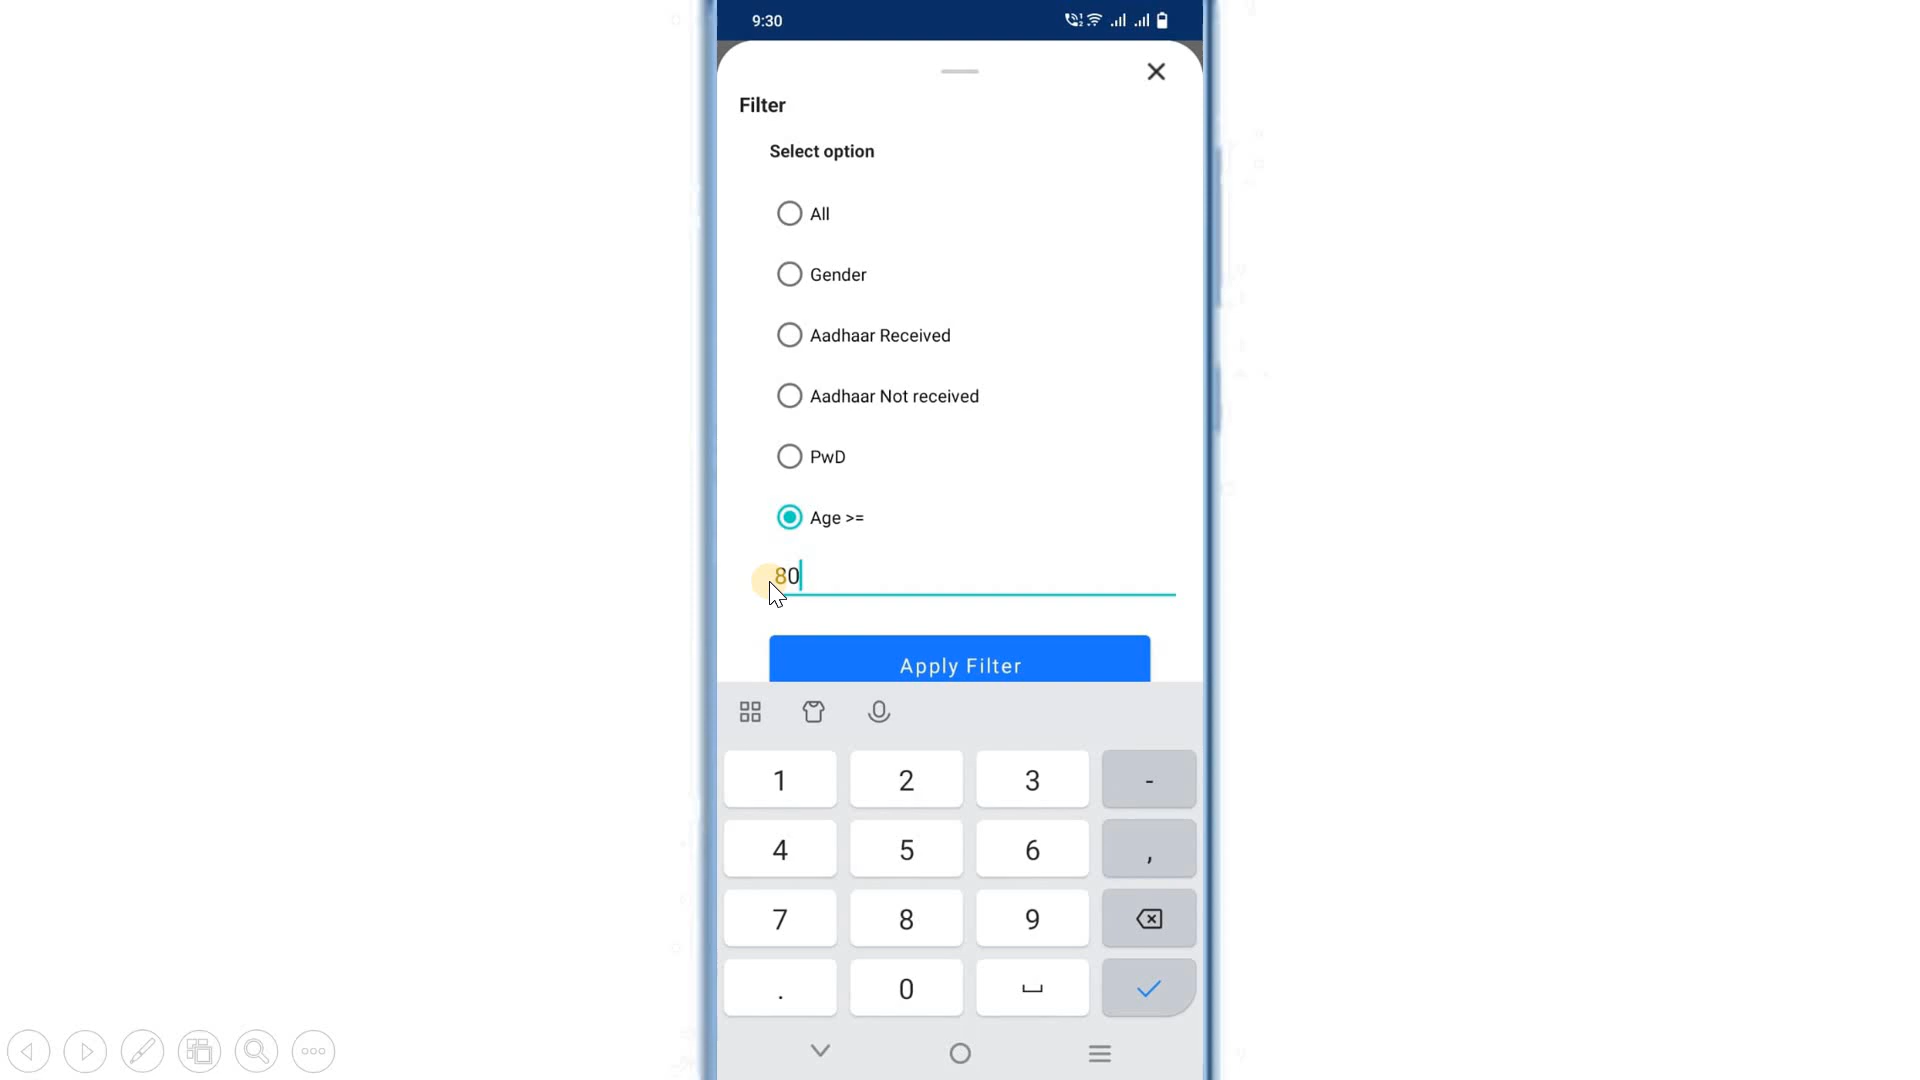 9:30
Filter
Select option
All
Gender
Aadhaar Received
Aadhaar Not received
PwD
Age >=
80
Apply Filter
1 2 3 -
4 5 6 ,
7 8 9
. 0